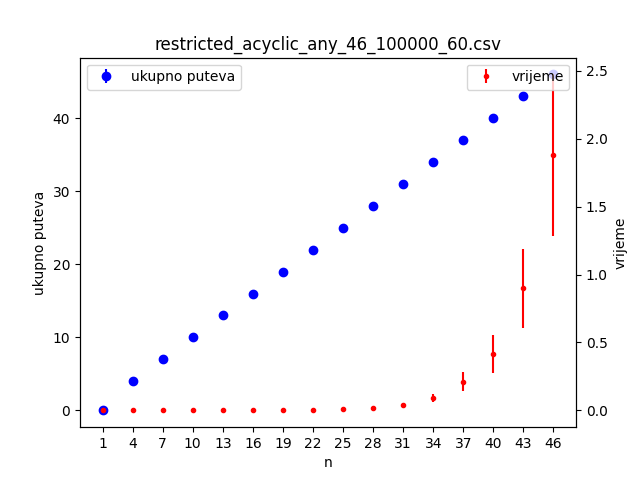 restricted_acyclic_any_46_100000_60.csv
ukupno puteva
vrijeme
ukupno puteva
40
30
20
10
0
2.5
2.0
1.5
1.0
0.5
0.0
vrijeme
1 4 7 10 13 16 19 22 25 28 31 34 37 40 43 46
n